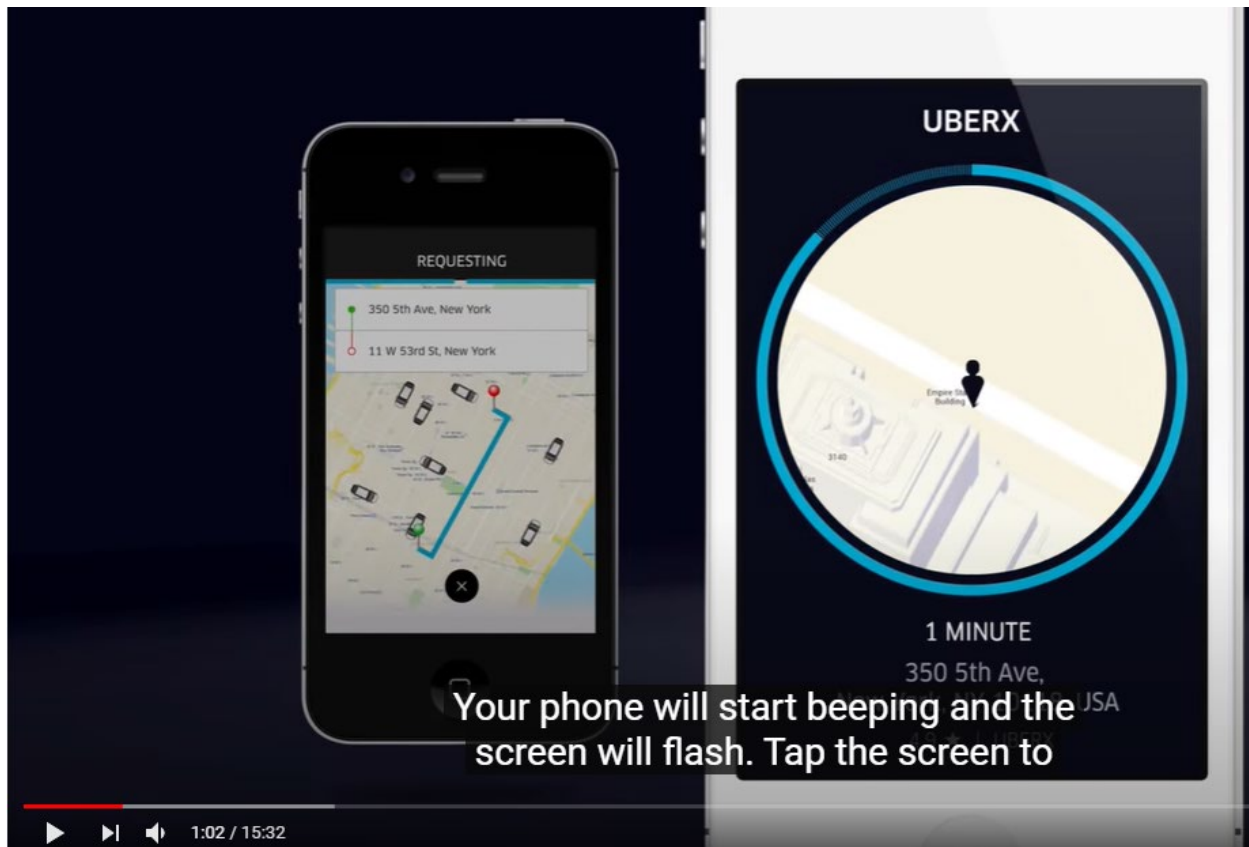 REQUESTING
350 5th Ave, New York
11 W 53rd St, New York
UBERX
Empire Sta
Building
3140
1 MINUTE
350 5th Ave,
USA
Your phone will start beeping and the
screen will flash. Tap the screen to
1:02 / 15:32